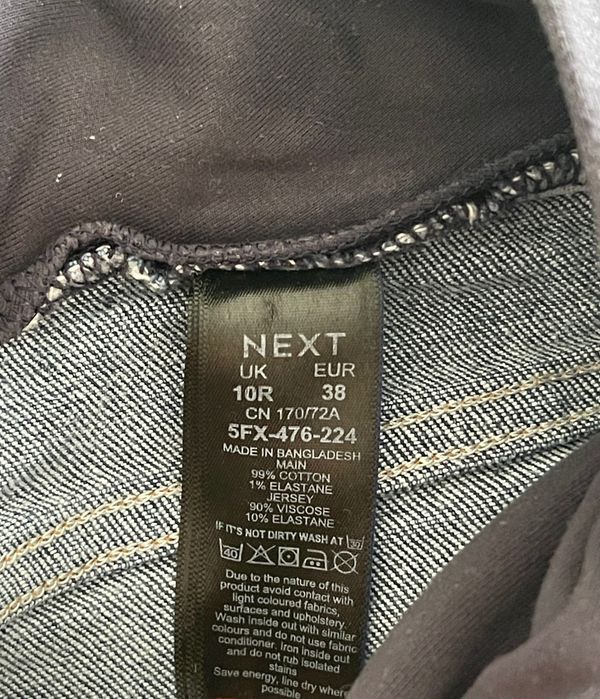 NEXT
UK EUR
10R 38
CN 170/72A
5FX-476-224
MADE IN BANGLADESH
MAIN
99% COTTON
1% ELASTANE
JERSEY
90% VISCOSE
10% ELASTANE
IF IT'S NOT DIRTY WASH AT 30
40
Due to the nature of this
product avoid contact with
light coloured fabrics,
surfaces and upholstery.
Wash inside out with similar
colours and do not use fabric
conditioner. Iron inside out
and do not rub isolated
stains
Save energy, line dry where
possible